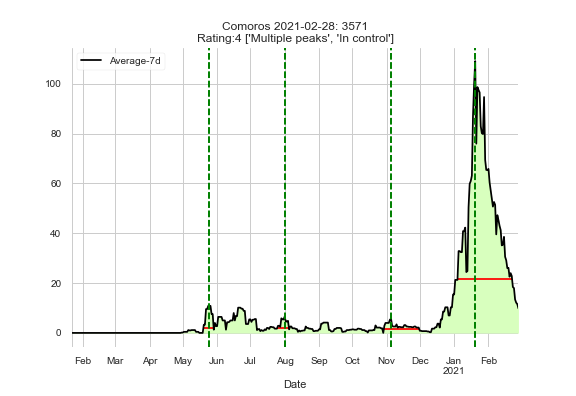 Comoros 2021-02-28: 3571
Rating:4 ['Multiple peaks', 'In control']
Average-7d
100
80
60
40
20
0
Feb Mar Apr May Jun Jul Aug Sep Oct Nov Dec Jan Feb
2021
Date